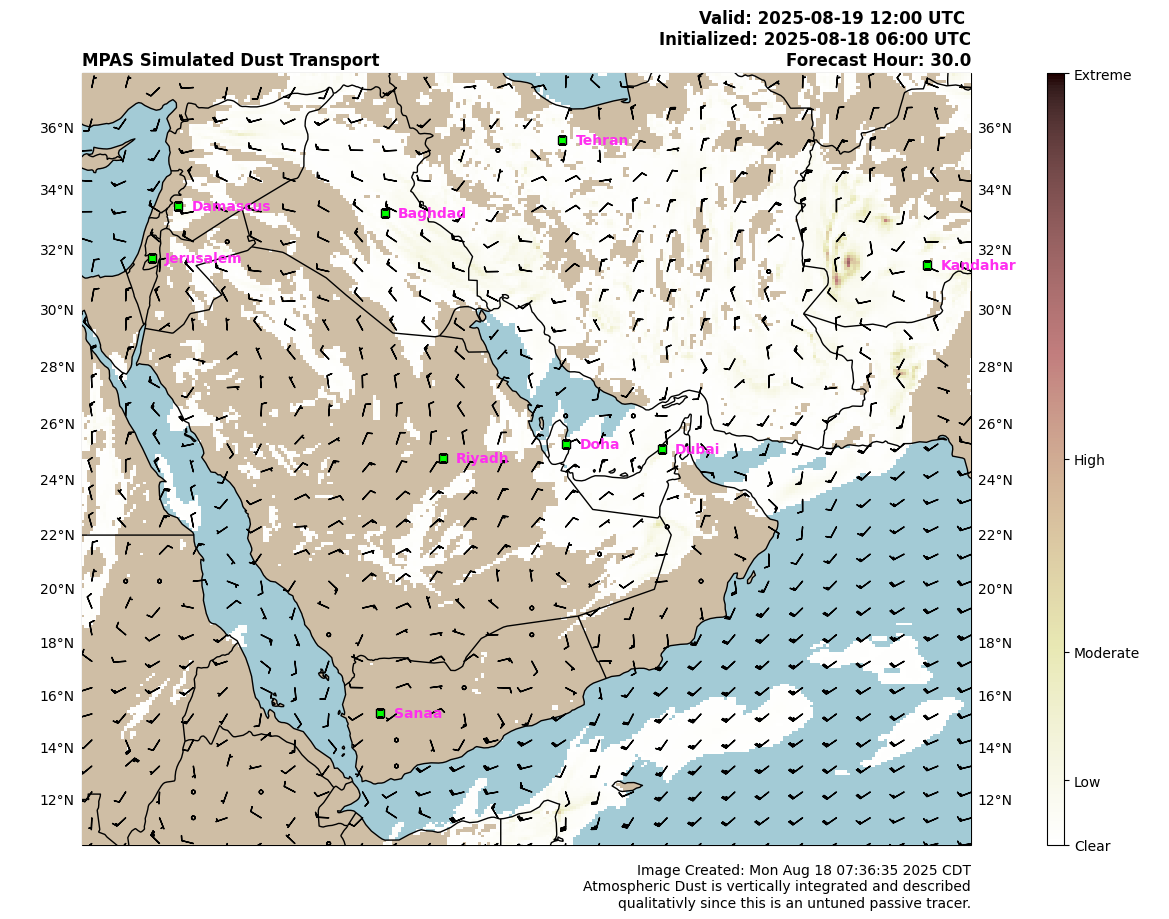 Valid: 2025-08-19 12:00 UTC
Initialized: 2025-08-18 06:00 UTC
MPAS Simulated Dust Transport Forecast Hour: 30.0
Extreme
36°N 36°N
Tehran
34°N 34°N
Damascus Baghdad
32°N 32°N
Jerusalem Kandahar
30°N 30°N
28°N 28°N
26°N 26°N
Doha Dubai
Riyadh High
24°N 24°N
22°N 22°N
20°N 20°N
18°N 18°N
Moderate
16°N 16°N
Sanaa
14°N 14°N
Low
12°N 12°N
Clear
Image Created: Mon Aug 18 07:36:35 2025 CDT
Atmospheric Dust is vertically integrated and described
qualitativly since this is an untuned passive tracer.